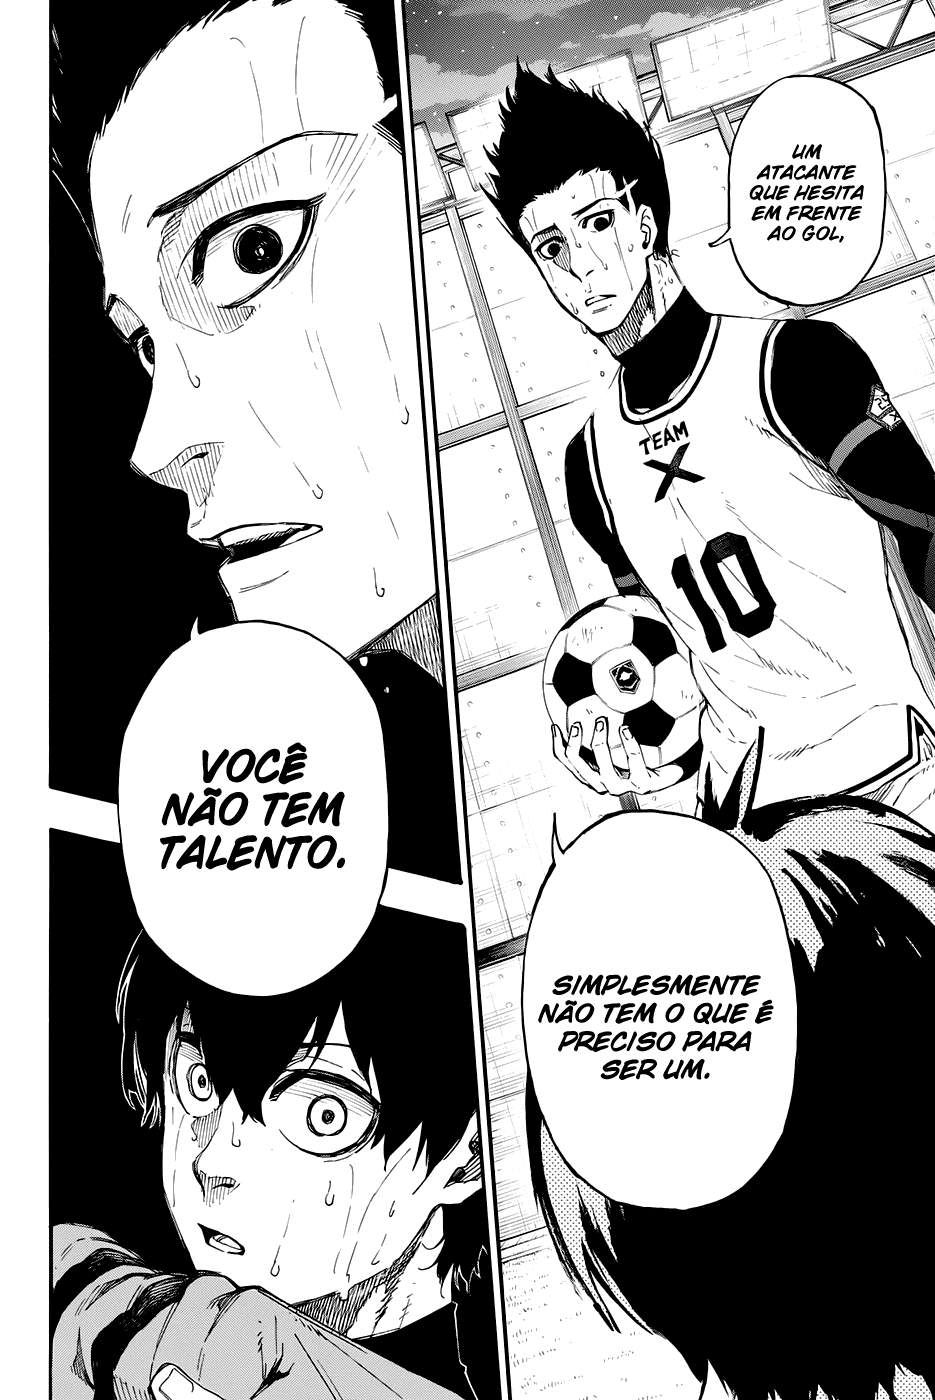 UM
ATACANTE
QUE HESITA
EM FRENTE
AO GOL,
TEAM
X
10
SIMPLESMENTE
NÃO TEM O QUE É
PRECISO PARA
SER UM.
VOCÊ
NÃO TEM
TALENTO.